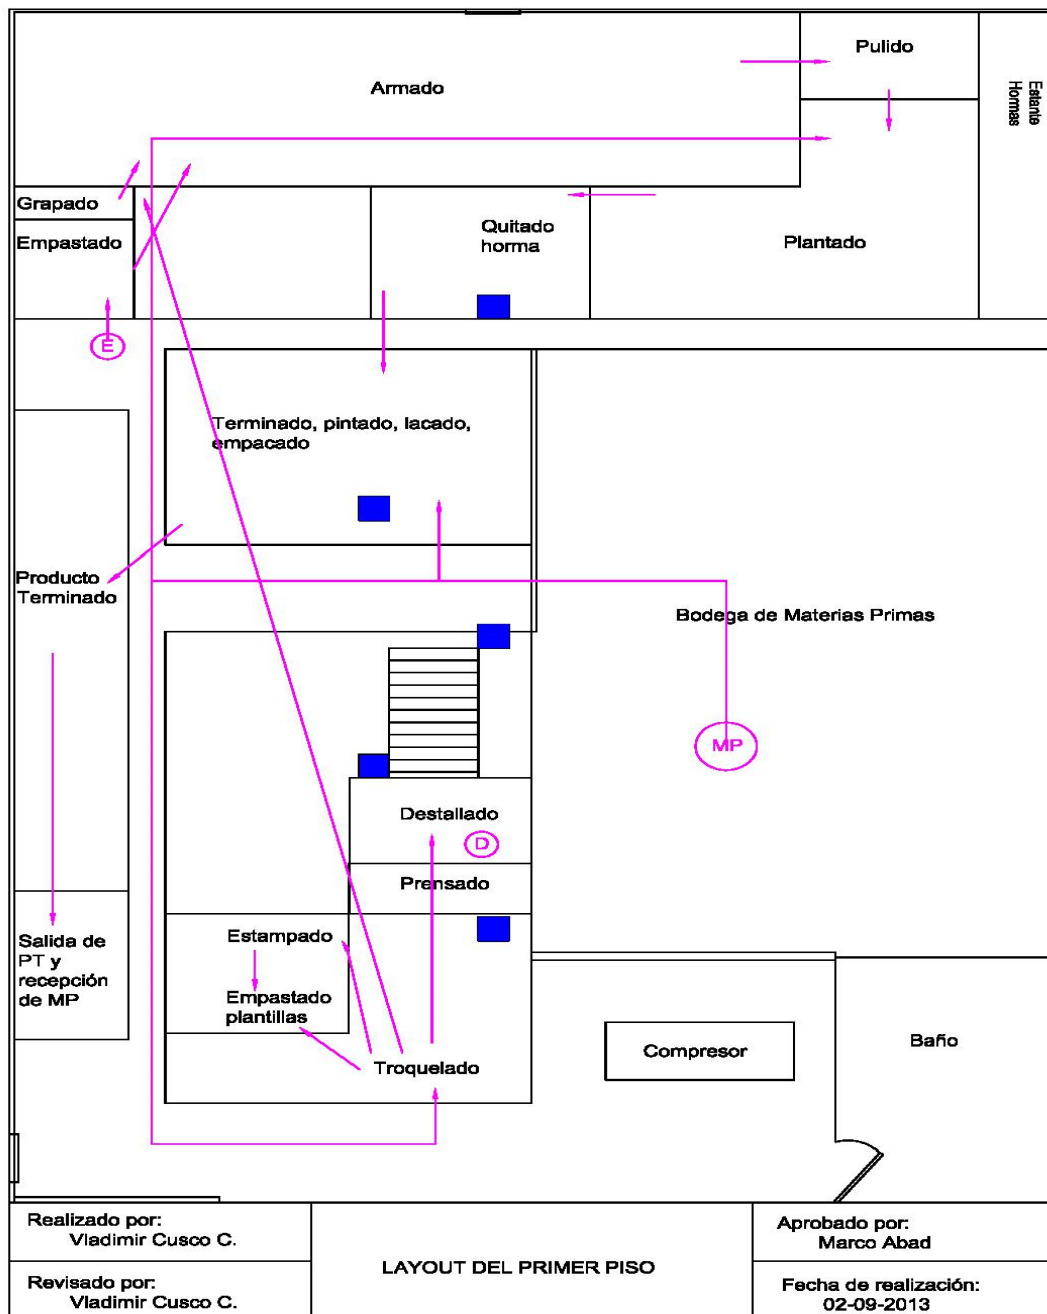 Armado
Pulido
Estante
Hormas
Grapado
Empastado
Quitado
horma
Plantado
E
Terminado, pintado, lacado,
empacado
Producto
Terminado
Bodega de Materias Primas
MP
Destallado
D
Prensado
Estampado
Salida de
PT y
recepción
de MP
Empastado
plantillas
Troquelado
Compresor
Baño
Realizado por:
Vladimir Cusco C.
Revisado por:
Vladimir Cusco C.
LAYOUT DEL PRIMER PISO
Aprobado por:
Marco Abad
Fecha de realización:
02-09-2013